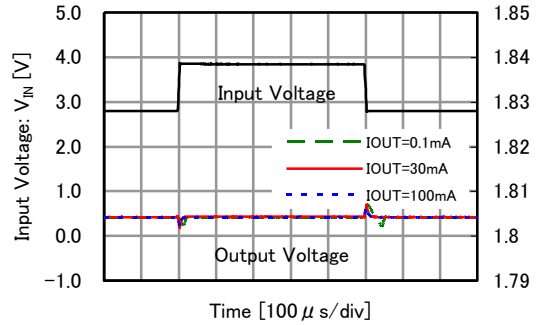 5.0
4.0
3.0
2.0
1.0
0.0
-1.0
Input Voltage: VIN [V]
1.85
1.84
1.83
1.82
1.81
1.8
1.79
Input Voltage
IOUT=0.1mA
IOUT=30mA
IOUT=100mA
Output Voltage
Time [100 μs/div]